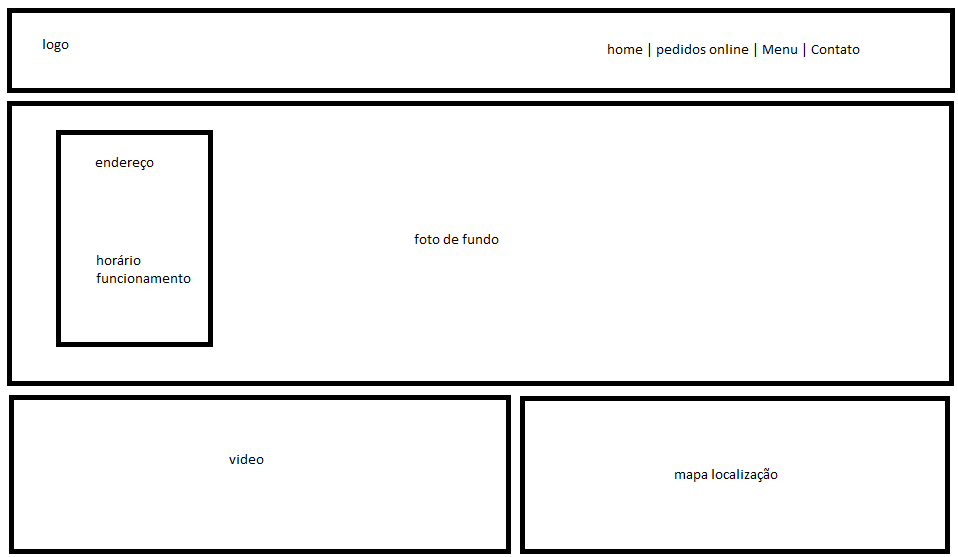 logo
home | pedidos online | Menu | Contato
endereço
horário
funcionamento
foto de fundo
video
mapa localização